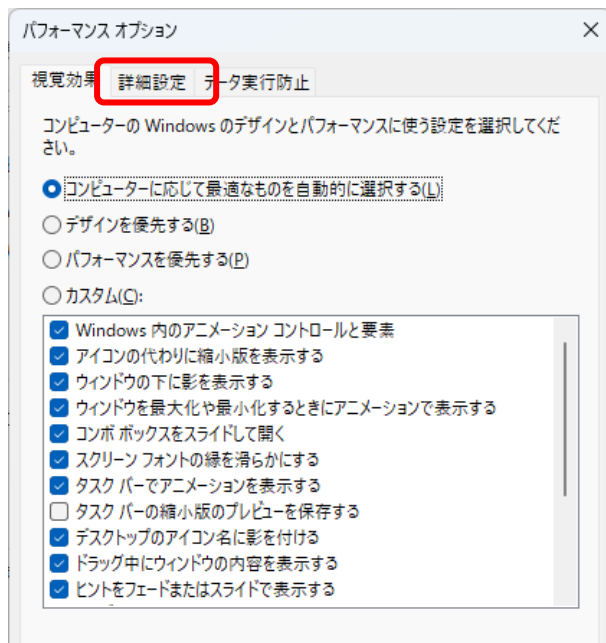 パフォーマンス オプション
視覚効果 詳細設定 データ実行防止
コンピューターの Windows のデザインとパフォーマンスに使う設定を選択してくだ
さい。
コンピューターに応じて最適なものを自動的に選択する(L)
デザインを優先する(B)
パフォーマンスを優先する(P)
カスタム(C):
Windows 内のアニメーション コントロールと要素
アイコンの代わりに縮小版を表示する
ウィンドウの下に影を表示する
ウィンドウを最大化や最小化するときにアニメーションで表示する
コンボ ボックスをスライドして開く
スクリーン フォントの縁を滑らかにする
タスク バーでアニメーションを表示する
タスク バーの縮小版のプレビューを保存する
デスクトップのアイコン名に影を付ける
ドラッグ中にウィンドウの内容を表示する
ヒントをフェードまたはスライドで表示する